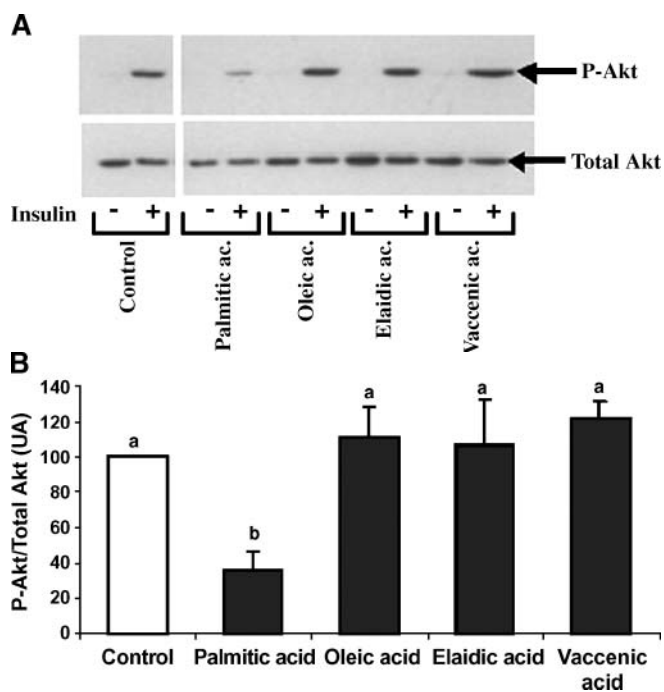 A
P-Akt
Total Akt
Insulin - + - + - + - + - +
Control
Palmitic ac.
Oleic ac.
Elaidic ac.
Vaccenic ac.
B
P-Akt/Total Akt (UA)
140
120
100
80
60
40
20
0
a
b
a
a
a
Control Palmitic acid Oleic acid Elaidic acid Vaccenic
acid